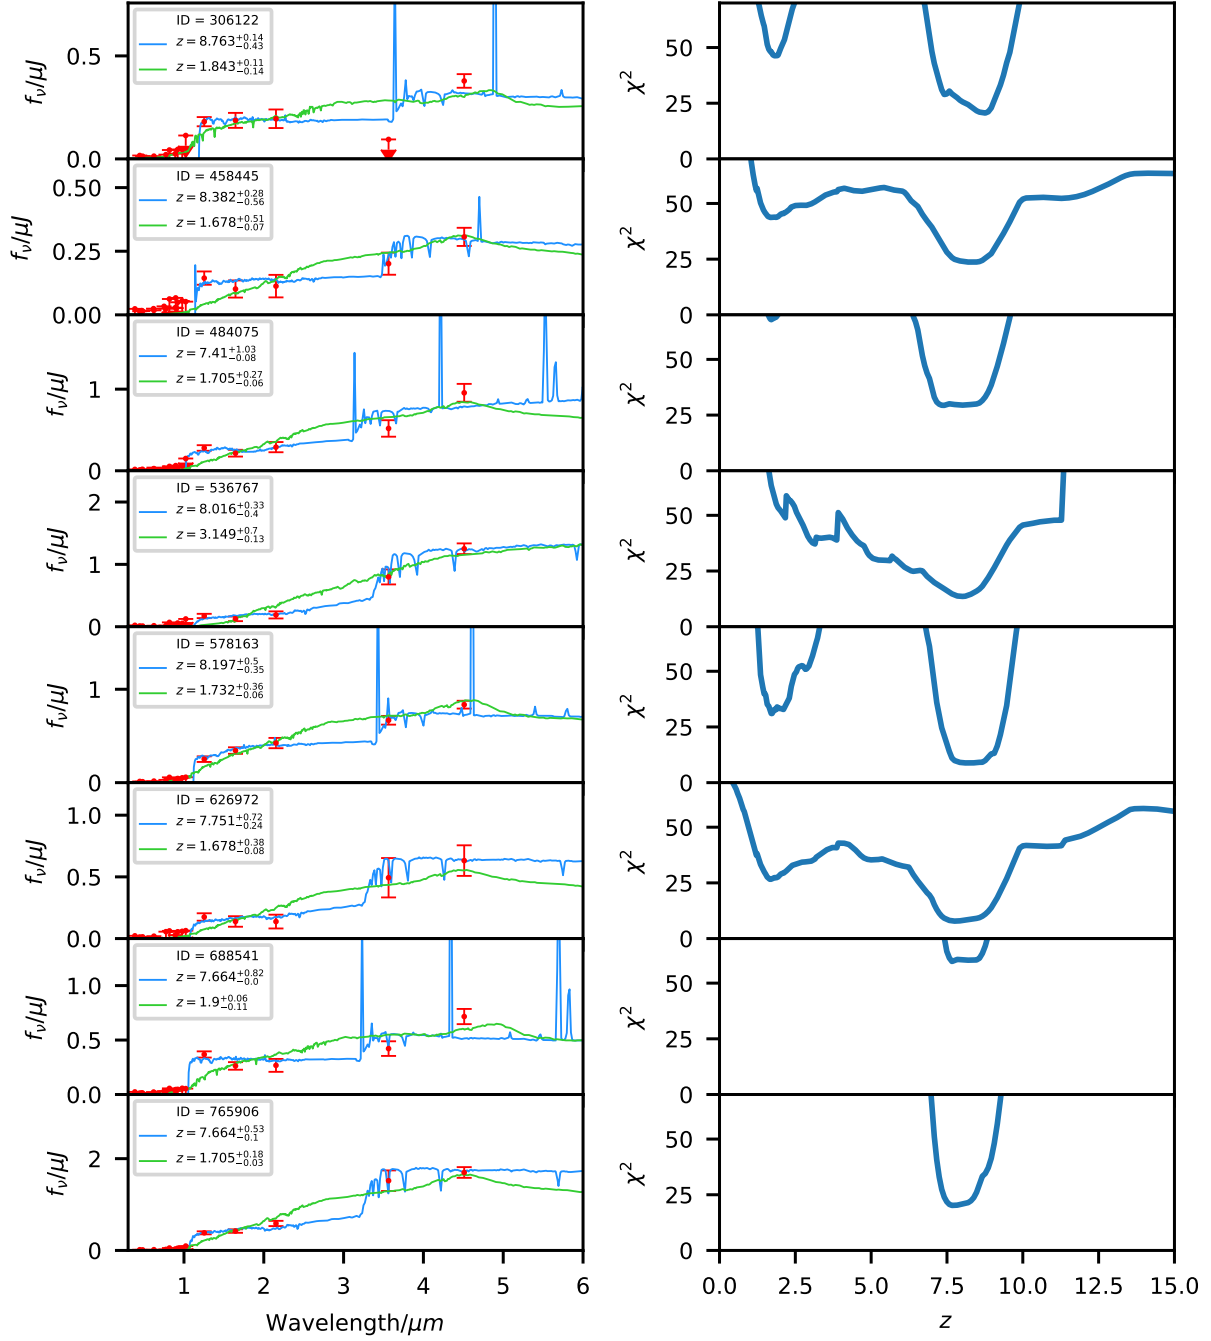 ID = 306122
z = 8.763 +0.14 −0.43
z = 1.843 +0.11 −0.14
fν/μJ
0.5
0.0
χ²
50
25
0
ID = 458445
z = 8.382 +0.28 −0.56
z = 1.678 +0.51 −0.07
fν/μJ
0.50
0.25
0.00
χ²
50
25
0
ID = 484075
z = 7.41 +1.03 −0.08
z = 1.705 +0.27 −0.06
fν/μJ
1
0
χ²
50
25
0
ID = 536767
z = 8.016 +0.33 −0.4
z = 3.149 +0.7 −0.13
fν/μJ
2
1
0
χ²
50
25
0
ID = 578163
z = 8.197 +0.5 −0.35
z = 1.732 +0.36 −0.06
fν/μJ
1
0
χ²
50
25
0
ID = 626972
z = 7.751 +0.72 −0.24
z = 1.678 +0.38 −0.08
fν/μJ
1.0
0.5
0.0
χ²
50
25
0
ID = 688541
z = 7.664 +0.82 −0.0
z = 1.9 +0.06 −0.11
fν/μJ
1.0
0.5
0.0
χ²
50
25
0
ID = 765906
z = 7.664 +0.53 −0.1
z = 1.705 +0.18 −0.03
fν/μJ
2
0
χ²
50
25
0
1 2 3 4 5 6
Wavelength/μm
0.0 2.5 5.0 7.5 10.0 12.5 15.0
z